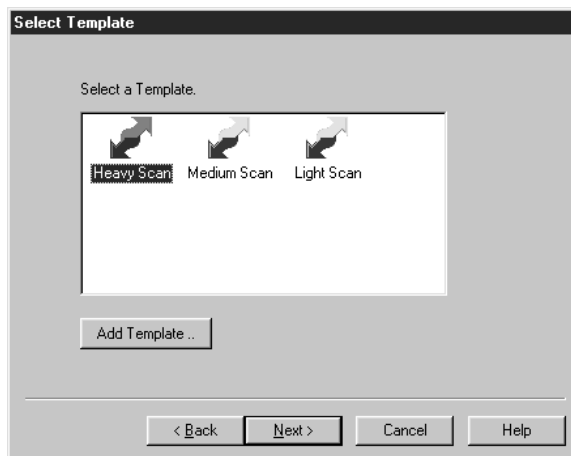 Select Template
Select a Template.
Heavy Scan Medium Scan Light Scan
Add Template ..
< Back Next > Cancel Help